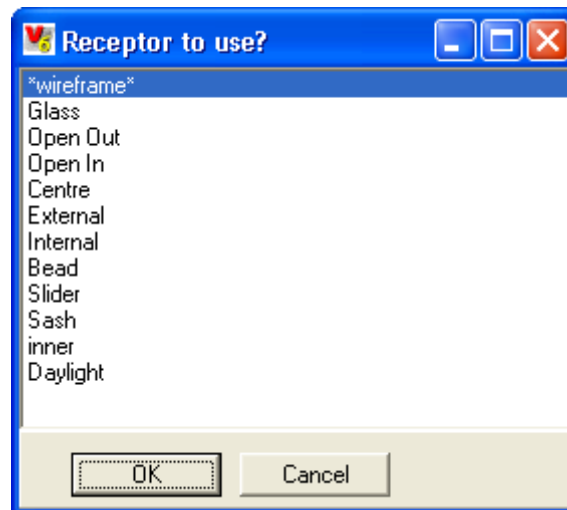 V6 Receptor to use?
*wireframe*
Glass
Open Out
Open In
Centre
External
Internal
Bead
Slider
Sash
inner
Daylight
OK Cancel